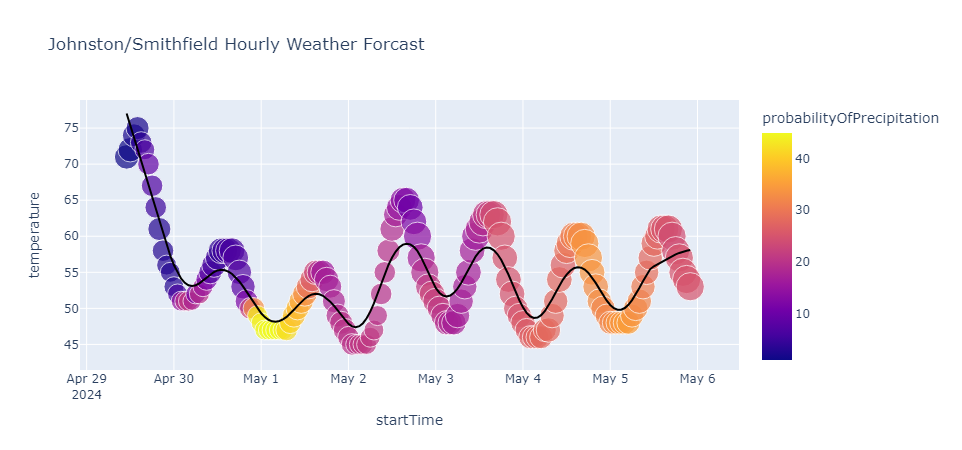 Johnston/Smithfield Hourly Weather Forcast
probabilityOfPrecipitation
40
30
20
10
75
70
65
60
55
50
45
temperature
Apr 29
2024
Apr 30
May 1
May 2
May 3
May 4
May 5
May 6
startTime